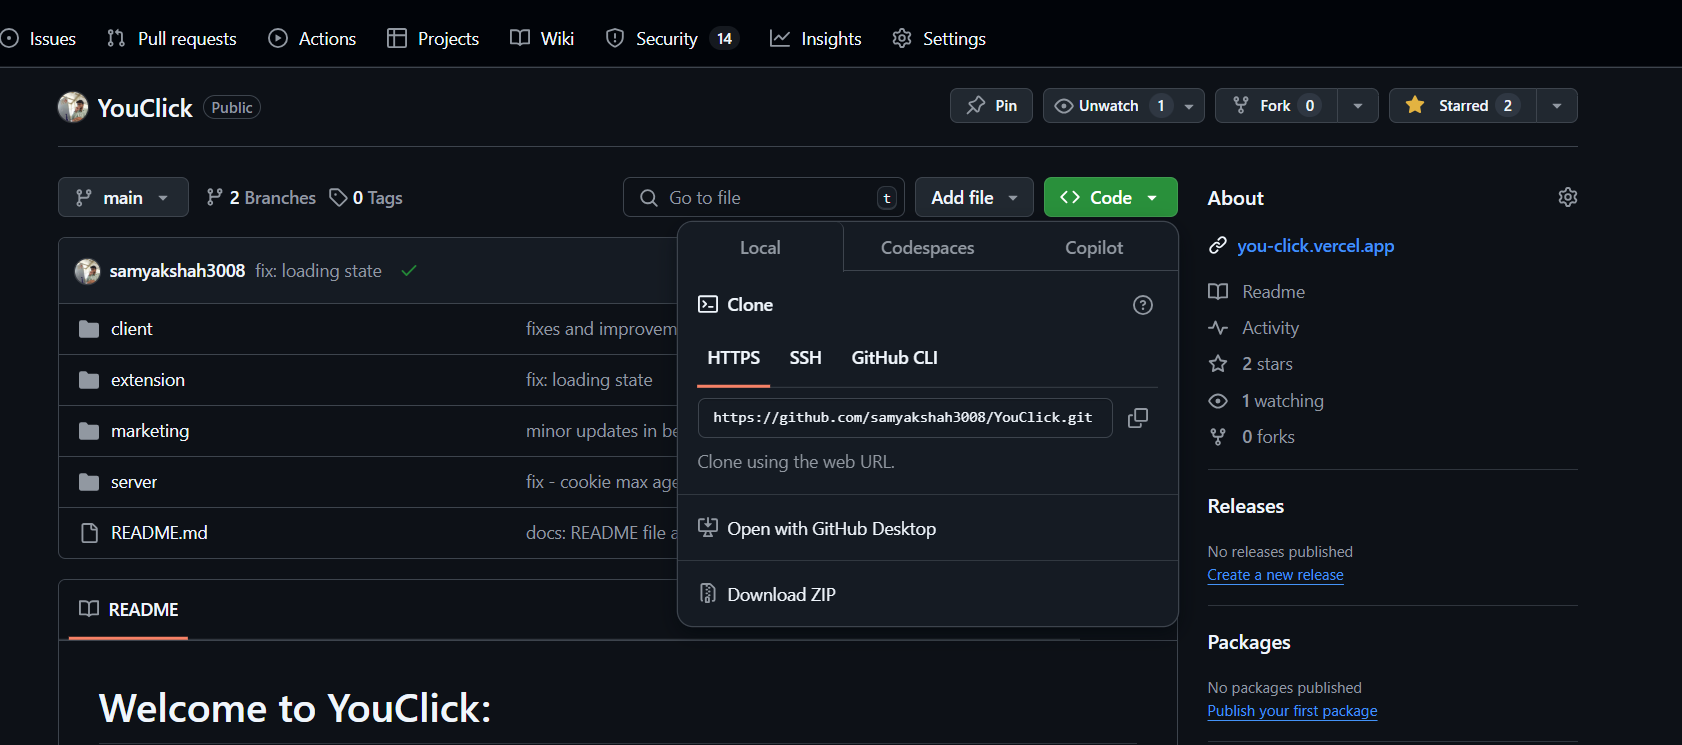 Issues Pull requests Actions Projects Wiki Security 14 Insights Settings
YouClick Public Pin Unwatch 1 Fork 0 Starred 2
main 2 Branches 0 Tags Go to file t Add file Code
Local Codespaces Copilot
samyakshah3008 fix: loading state
client fixes and improvem
extension fix: loading state
marketing minor updates in be
server fix - cookie max age
README.md docs: README file a
Clone
HTTPS SSH GitHub CLI
https://github.com/samyakshah3008/YouClick.git
Clone using the web URL.
Open with GitHub Desktop
Download ZIP
README
Welcome to YouClick:
About
you-click.vercel.app
Readme
Activity
2 stars
1 watching
0 forks
Releases
No releases published
Create a new release
Packages
No packages published
Publish your first package